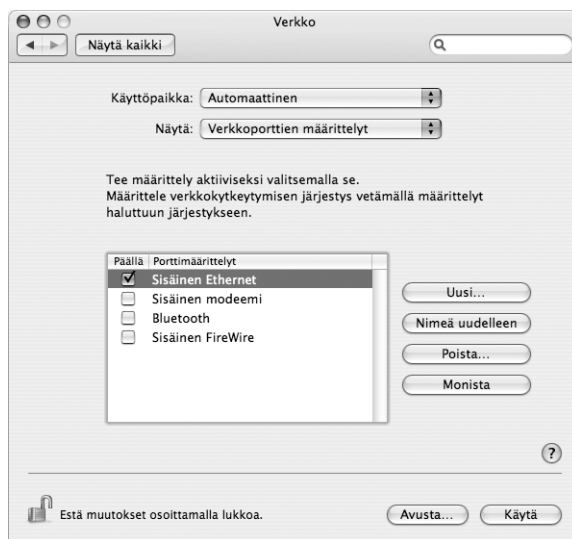 Verkko
Näytä kaikki
Käyttöpaikka: Automaattinen
Näytä: Verkkoporttien määrittelyt
Tee määrittely aktiiviseksi valitsemalla se.
Määrittele verkkokytkeytymisen järjestys vetämällä määrittelyt
haluttuun järjestykseen.
Päällä Porttimäärittelyt
Sisäinen Ethernet
Sisäinen modeemi
Bluetooth
Sisäinen FireWire
Uusi...
Nimeä uudelleen
Poista...
Monista
?
Estä muutokset osoittamalla lukkoa.
Avusta... Käytä